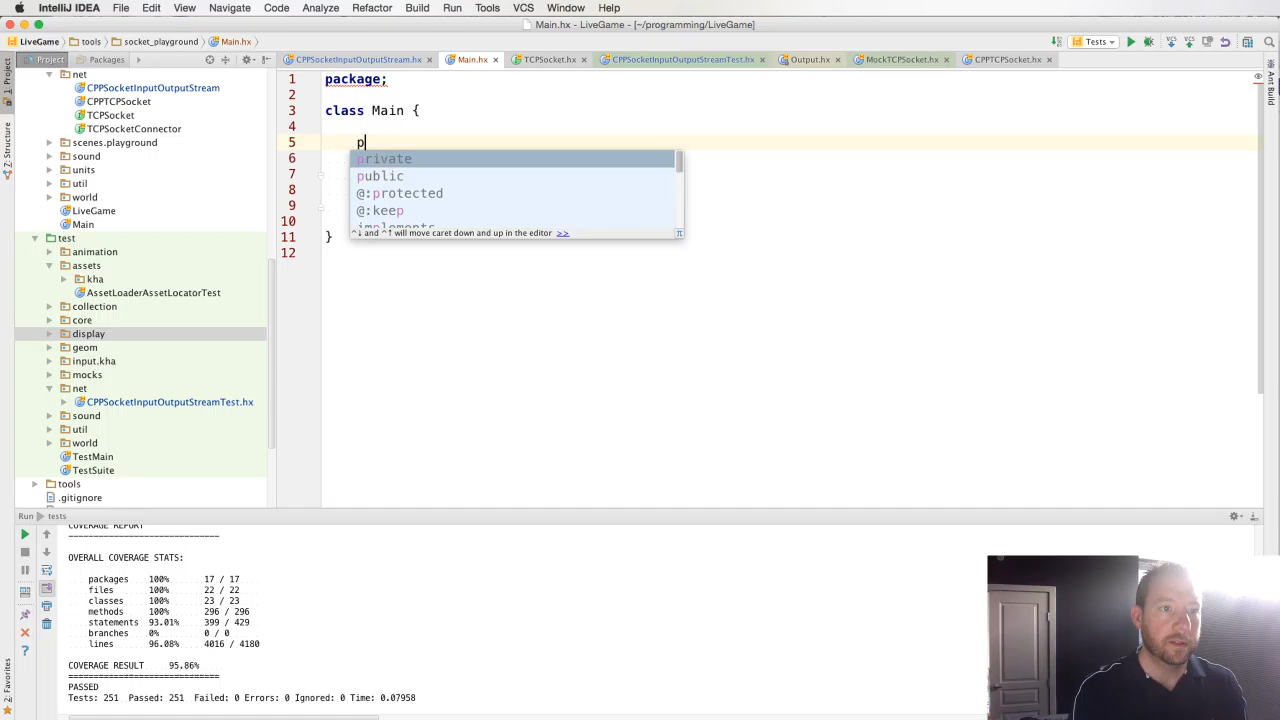 IntelliJ IDEA File Edit View Navigate Code Analyze Refactor Build Run Tools VCS Window Help
Main.hx - LiveGame - [~/programming/LiveGame]
LiveGame tools socket_playground Main.hx Tests
Project Packages
CPPSocketInputOutputStream.hx Main.hx TCPSocket.hx CPPSocketInputOutputStreamTest.hx Output.hx MockTCPSocket.hx CPPTCPSocket.hx
1: Project
2: Structure
2: Favorites
Ant Build
net
CPPSocketInputOutputStream
CPPTCPSocket
TCPSocket
TCPSocketConnector
scenes.playground
sound
units
util
world
LiveGame
Main
test
animation
assets
kha
AssetLoaderAssetLocatorTest
collection
core
display
geom
input.kha
mocks
net
CPPSocketInputOutputStreamTest.hx
sound
util
world
TestMain
TestSuite
tools
.gitignore
1 package;
2
3 class Main {
4
5 p
6
7
8
9
10
11 }
12
private
public
@:protected
@:keep
implements
^↓ and ^↑ will move caret down and up in the editor >> π
Run tests
COVERAGE REPORT
------------------------------
OVERALL COVERAGE STATS:
packages 100% 17 / 17
files 100% 22 / 22
classes 100% 23 / 23
methods 100% 296 / 296
statements 93.01% 399 / 429
branches 0% 0 / 0
lines 96.08% 4016 / 4180
COVERAGE RESULT 95.86%
==============================
PASSED
Tests: 251 Passed: 251 Failed: 0 Errors: 0 Ignored: 0 Time: 0.07958